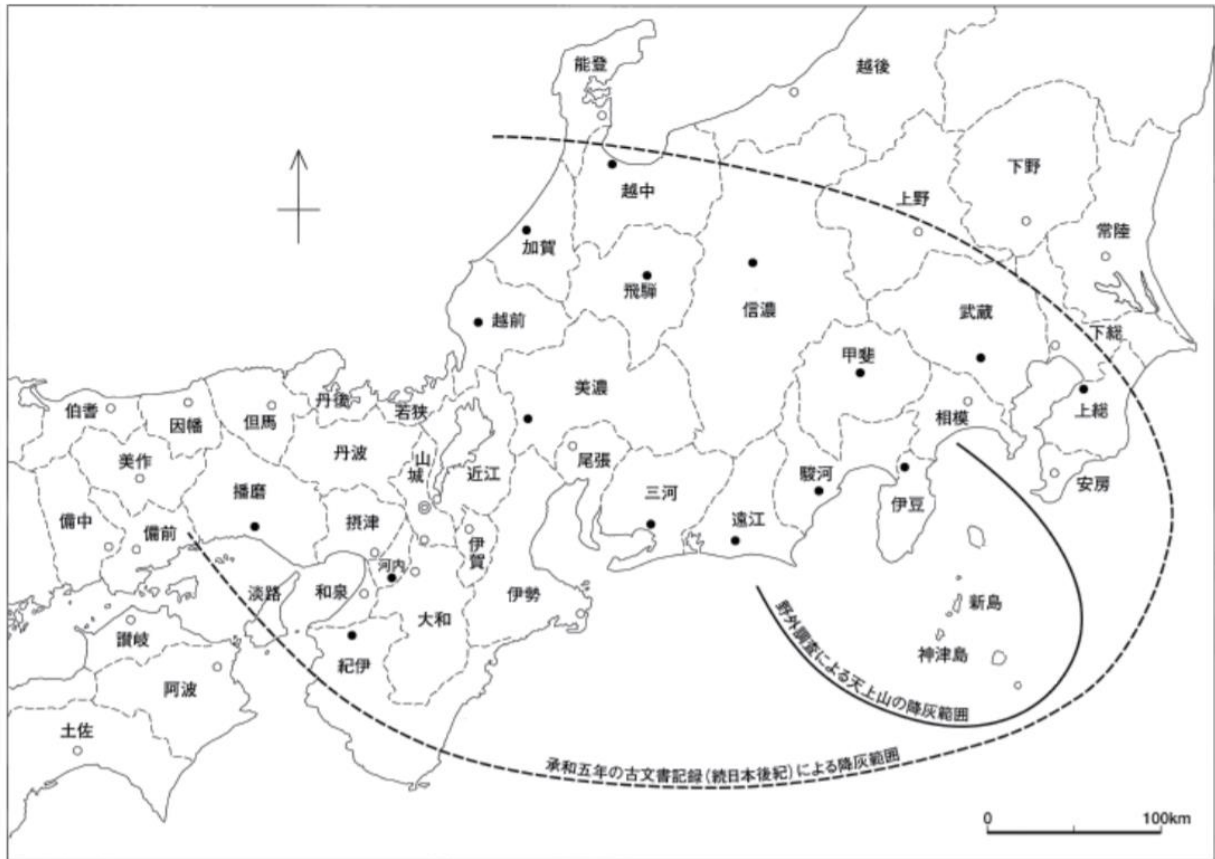 能登
越後
越中
上野
下野
常陸
加賀
飛騨
信濃
武蔵
下総
越前
甲斐
美濃
相模
上総
伯耆
因幡
但馬
丹後
若狭
美作
丹波
山城
近江
尾張
三河
駿河
伊豆
安房
播磨
備中
備前
摂津
遠江
伊賀
河内
淡路
和泉
大和
伊勢
新島
神津島
讃岐
紀伊
阿波
土佐
野外調査による天上山の降灰範囲
承和五年の古文書記録(続日本後紀)による降灰範囲
0 100km